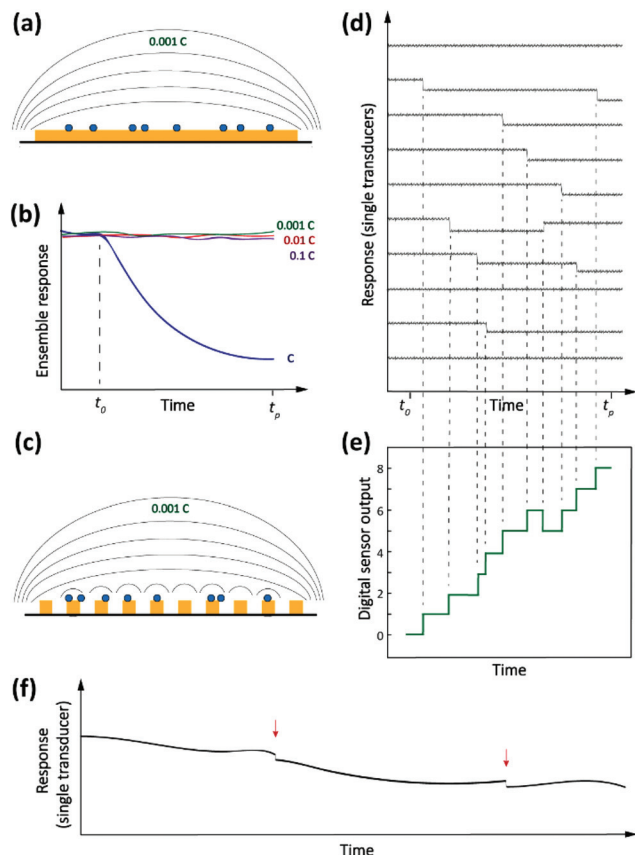 (a)
0.001 C
(b)
Ensemble response
0.001 C
0.01 C
0.1 C
C
t0
Time
tp
(c)
0.001 C
(d)
Response (single transducers)
t0
Time
tp
(e)
Digital sensor output
8
6
4
2
0
Time
(f)
Response
(single transducer)
Time